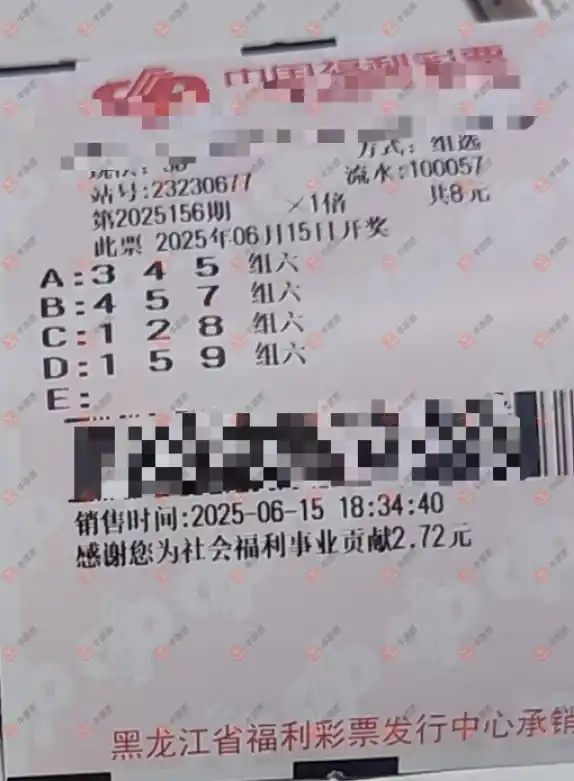 中国福利彩票
方式: 组选
流水:100057
站号:23230677
共8元
第2025156期 ×1倍
此票 2025年06月15日开奖
A:3 4 5 组六
B:4 5 7 组六
C:1 2 8 组六
D:1 5 9 组六
E:
销售时间:2025-06-15 18:34:40
感谢您为社会福利事业贡献2.72元
黑龙江省福利彩票发行中心承销